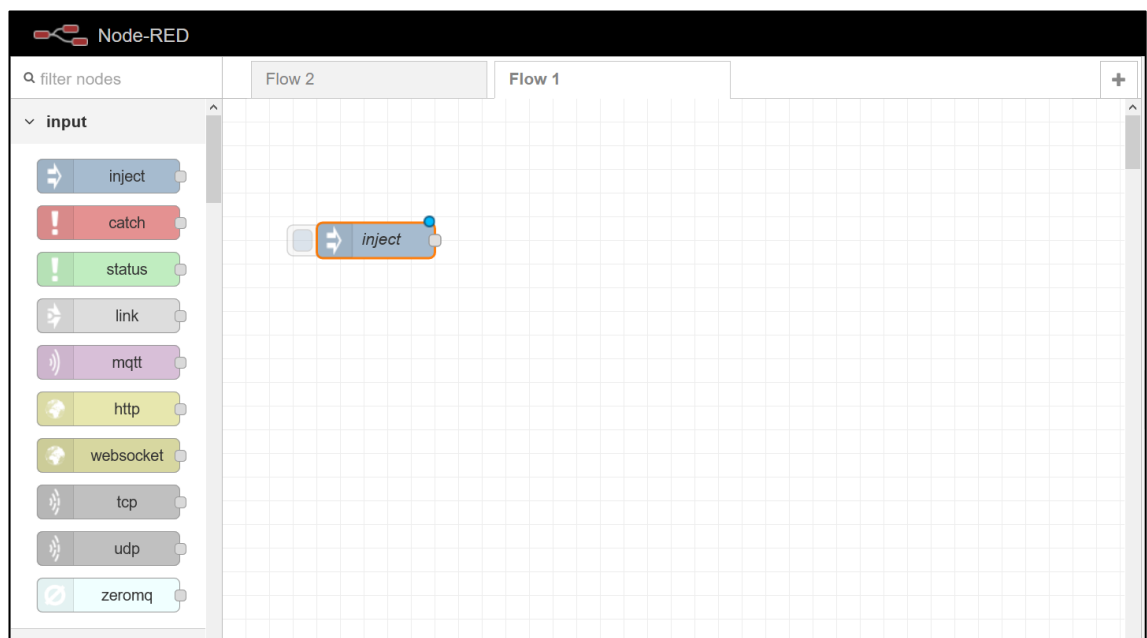 Node-RED
filter nodes
Flow 2
Flow 1
input
inject
catch
status
link
mqtt
http
websocket
tcp
udp
zeromq
inject